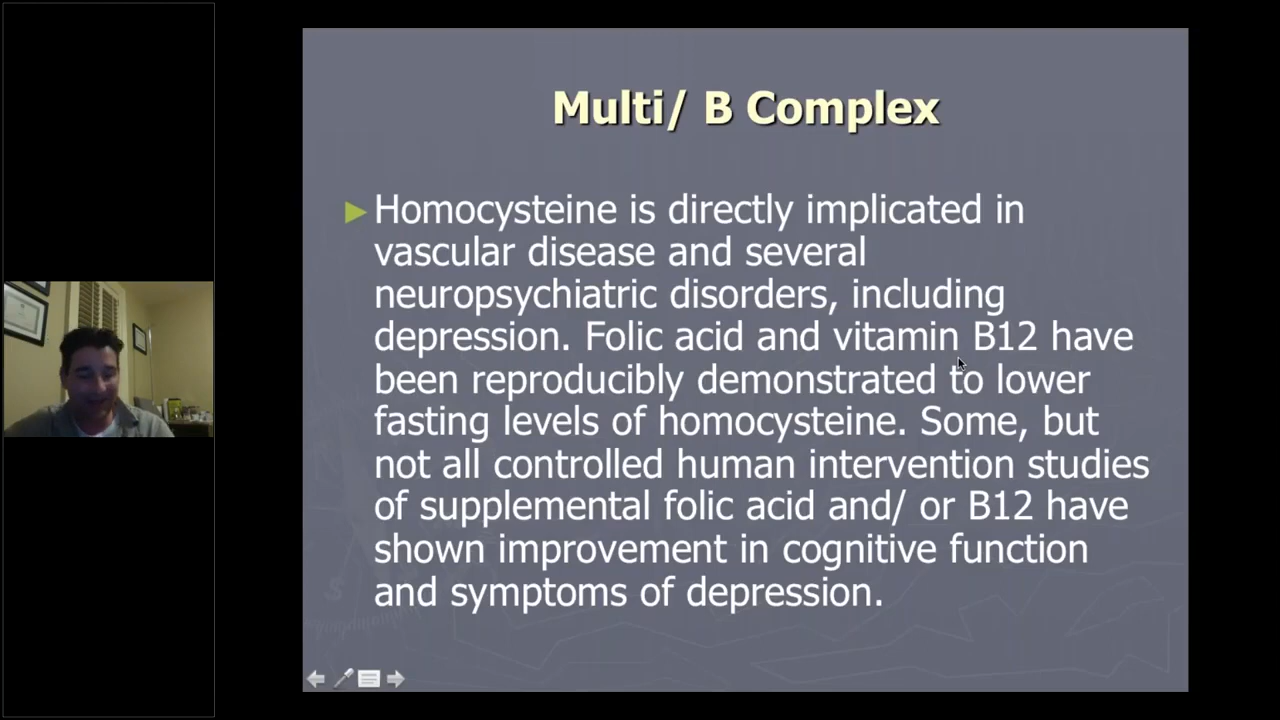 Multi/ B Complex
Homocysteine is directly implicated in
vascular disease and several
neuropsychiatric disorders, including
depression. Folic acid and vitamin B12 have
been reproducibly demonstrated to lower
fasting levels of homocysteine. Some, but
not all controlled human intervention studies
of supplemental folic acid and/ or B12 have
shown improvement in cognitive function
and symptoms of depression.